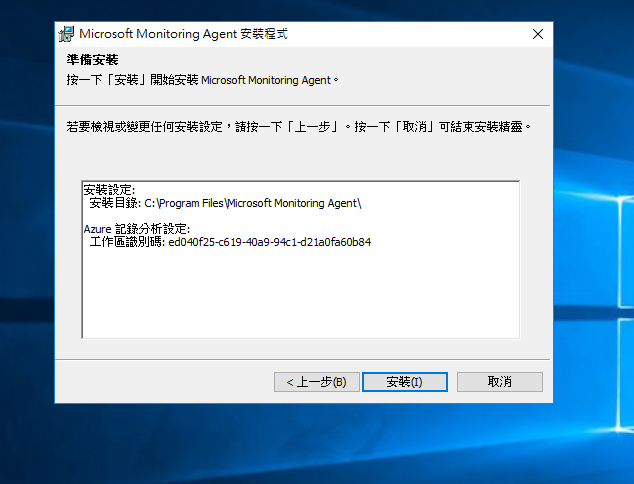 Microsoft Monitoring Agent 安裝程式
準備安裝
按一下「安裝」開始安裝 Microsoft Monitoring Agent。
若要檢視或變更任何安裝設定，請按一下「上一步」。按一下「取消」可結束安裝精靈。
安裝設定:
安裝目錄: C:\Program Files\Microsoft Monitoring Agent\
Azure 記錄分析設定:
工作區識別碼: ed040f25-c619-40a9-94c1-d21a0fa60b84
< 上一步(B)
安裝(I)
取消